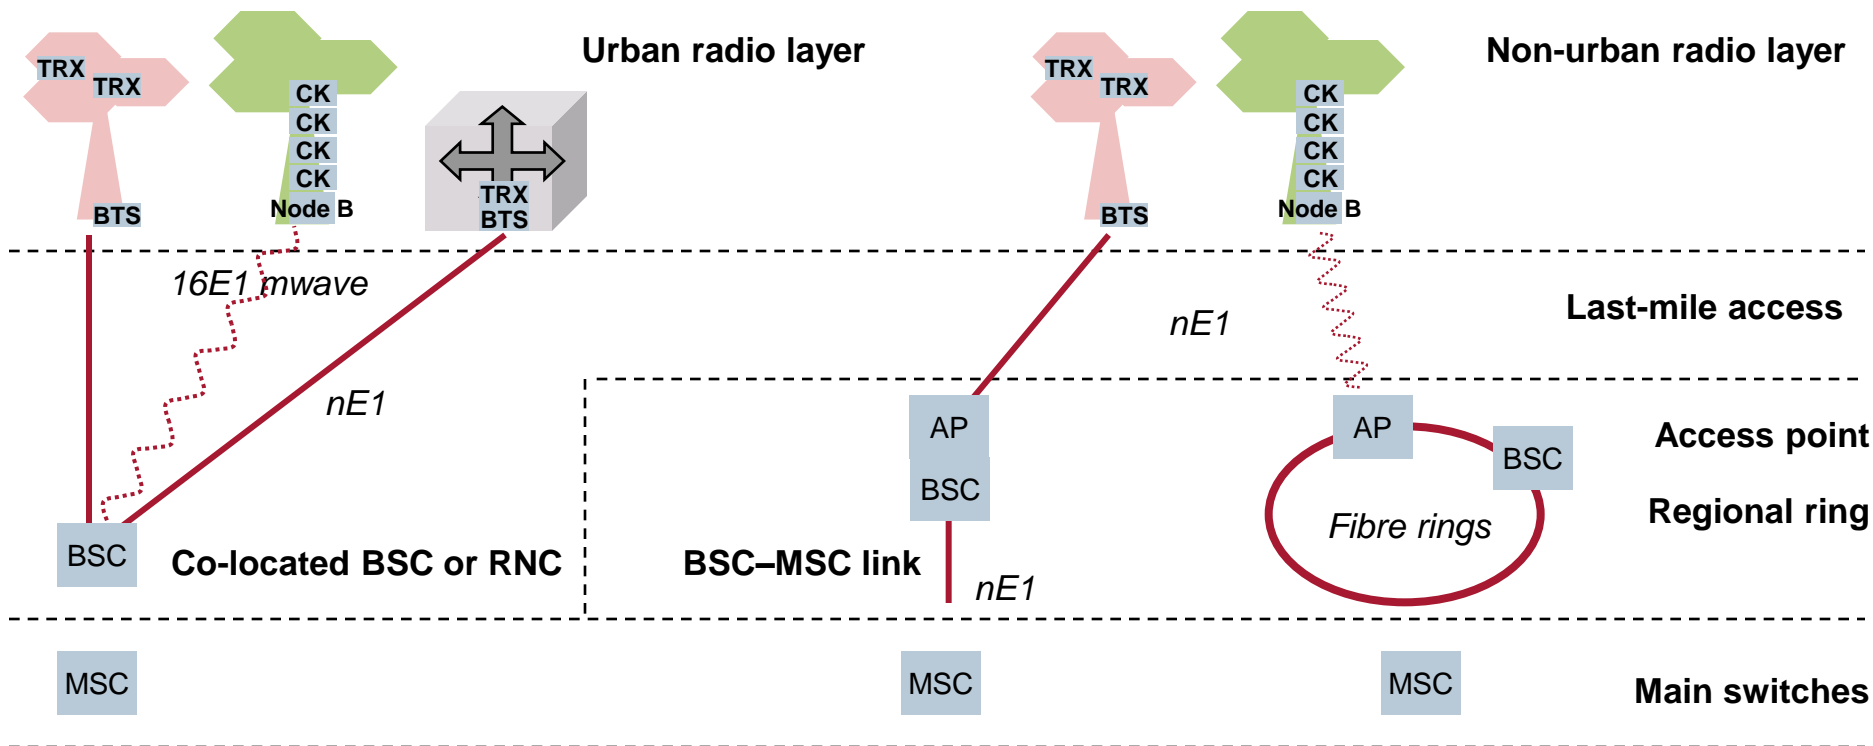 Urban radio layer
Non-urban radio layer
TRX
TRX
CK
CK
CK
CK
Node B
BTS
TRX
BTS
TRX
TRX
CK
CK
CK
CK
Node B
BTS
16E1 mwave
nE1
nE1
Last-mile access
AP
BSC
AP
BSC
Access point
Fibre rings
Regional ring
BSC
Co-located BSC or RNC
BSC–MSC link
nE1
MSC
MSC
MSC
Main switches